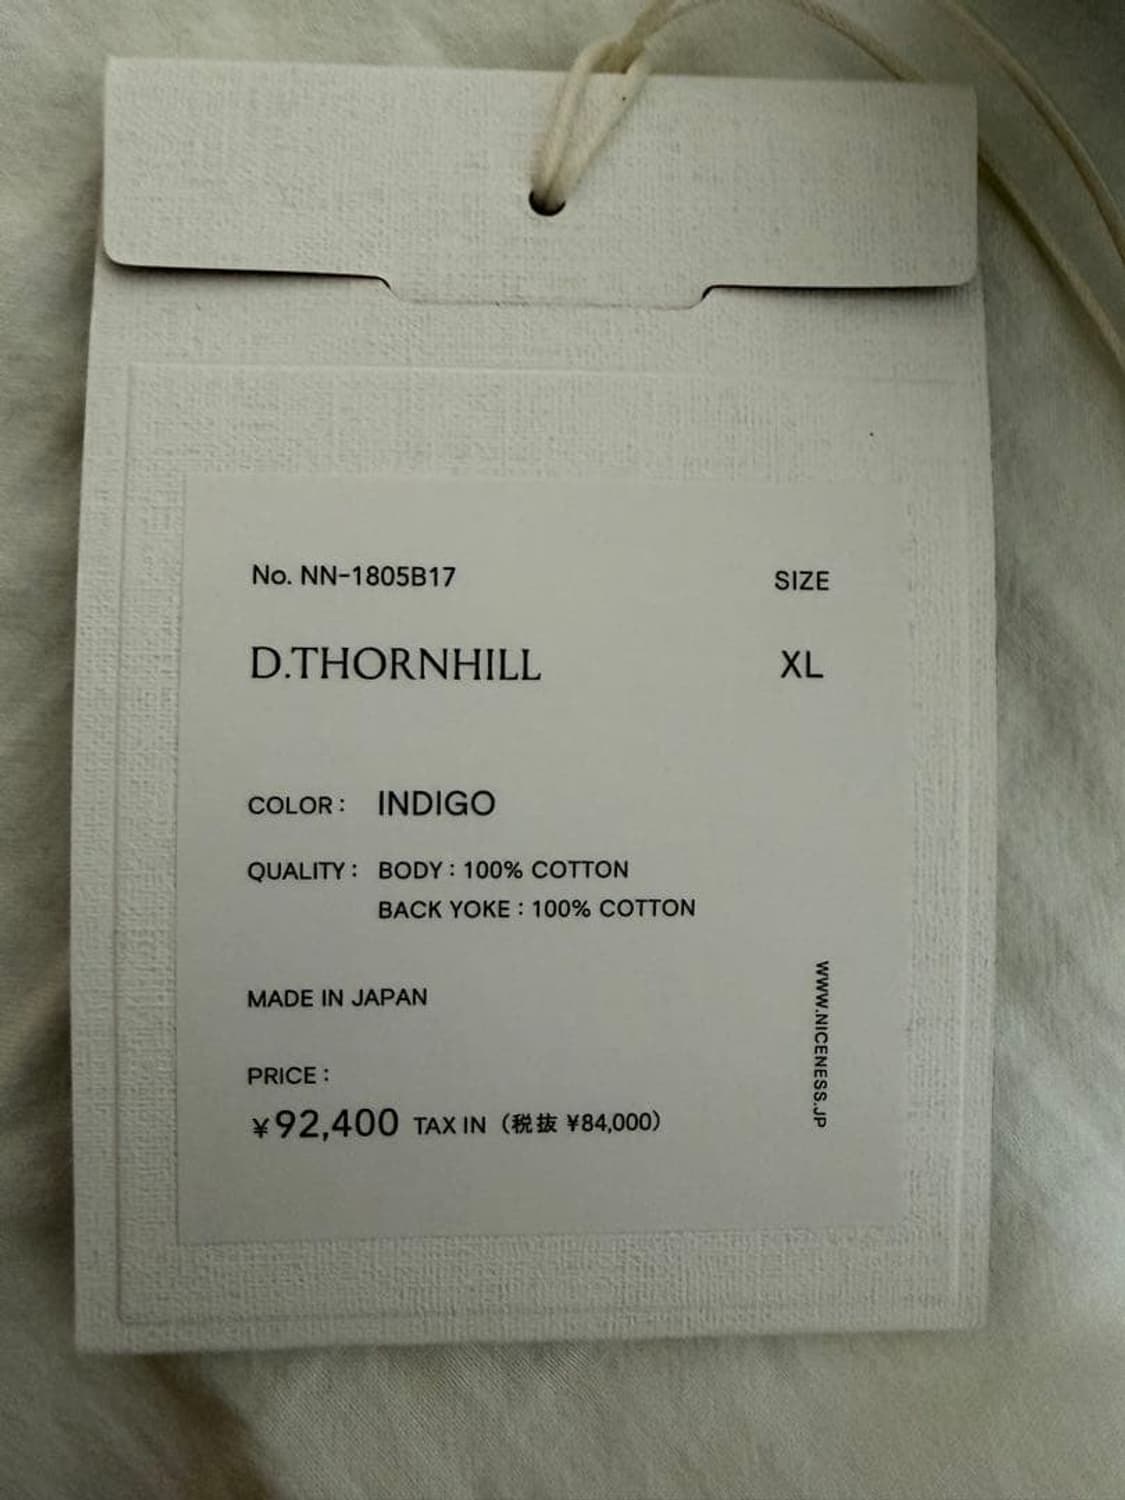 No. NN-1805B17
SIZE
D.THORNHILL
XL
COLOR : INDIGO
QUALITY : BODY : 100% COTTON
BACK YOKE : 100% COTTON
MADE IN JAPAN
PRICE :
¥92,400 TAX IN (税抜 ¥84,000)
WWW.NICENESS.JP